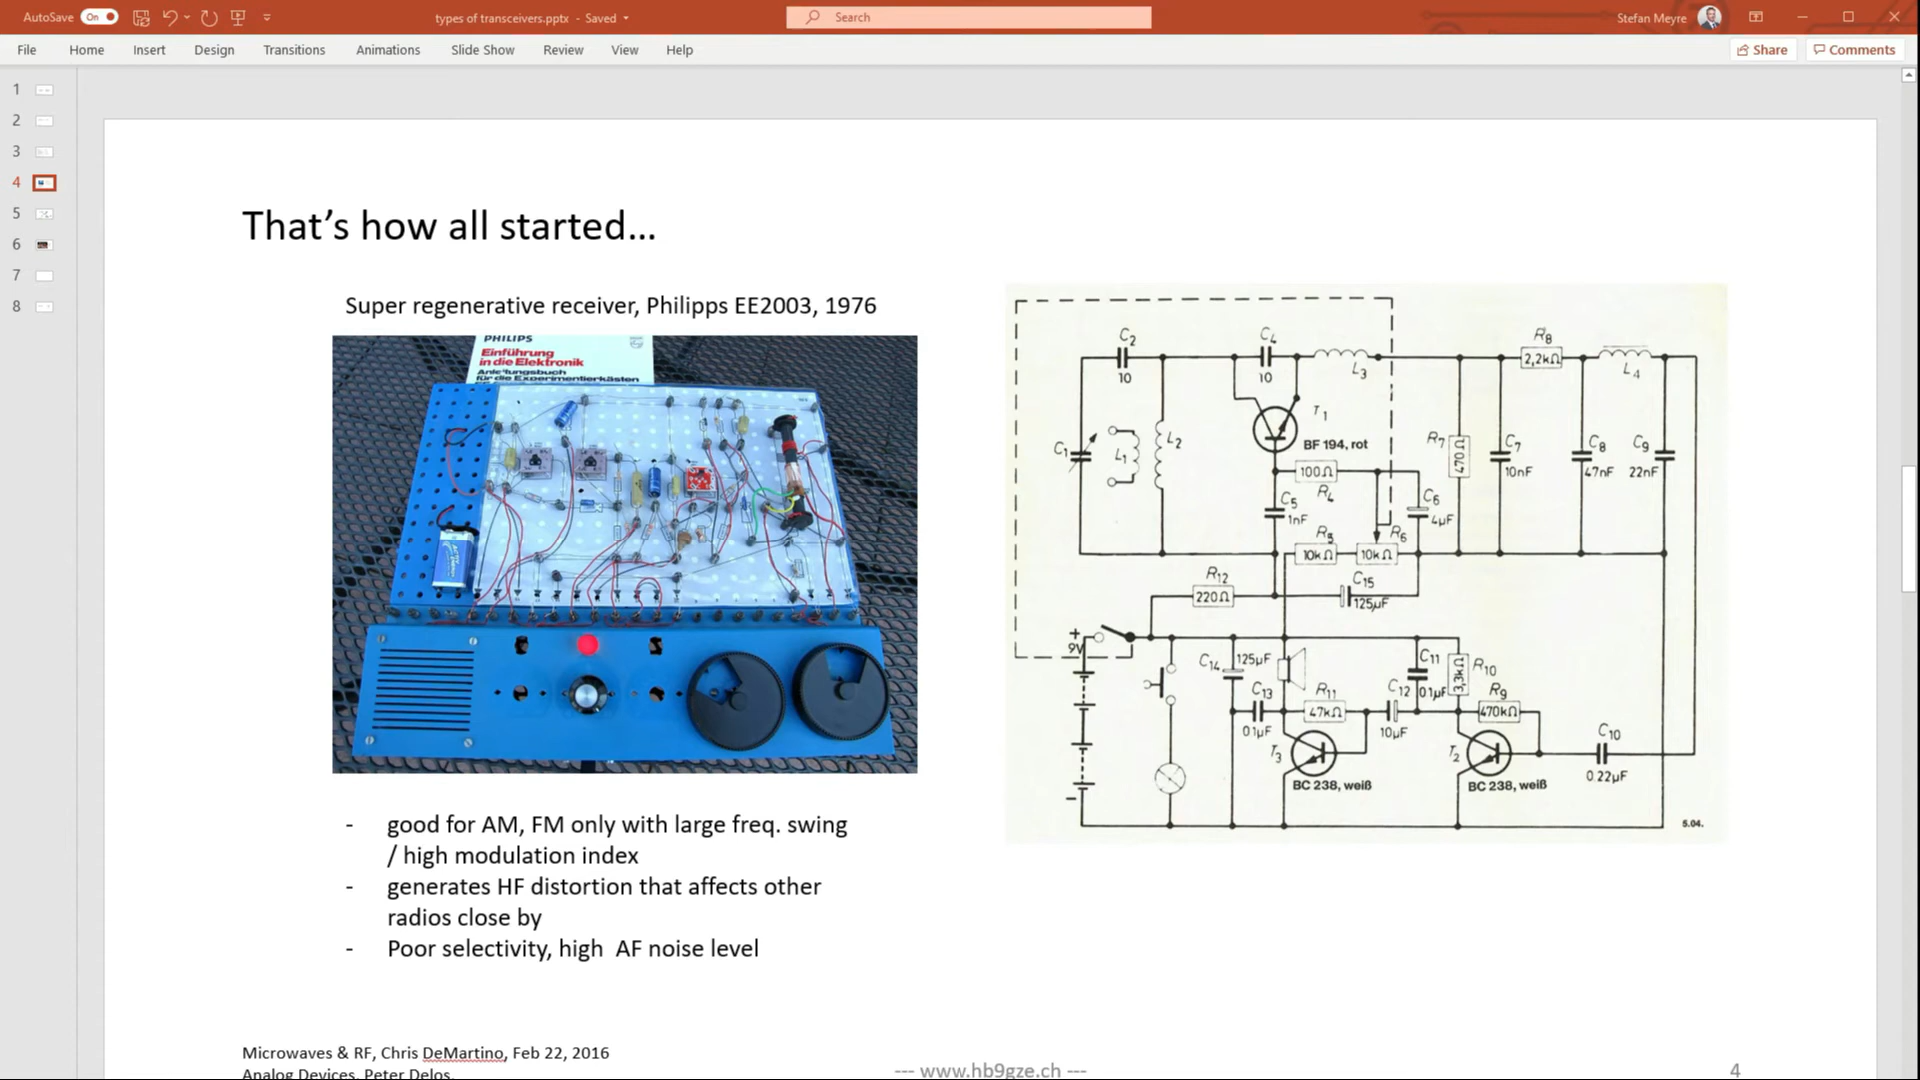 AutoSave On types of transceivers.pptx - Saved Search Stefan Meyre
File Home Insert Design Transitions Animations Slide Show Review View Help Share Comments
1
2
3
4
5
6
7
8
That's how all started...
Super regenerative receiver, Philipps EE2003, 1976
PHILIPS
Einführung
in die Elektronik
Anleitungsbuch
für die Experimentierkästen
- good for AM, FM only with large freq. swing
/ high modulation index
- generates HF distortion that affects other
radios close by
- Poor selectivity, high AF noise level
C2
10
C4
10
L3
R8
2,2kΩ
L4
C1
L1
L2
T1
BF 194, rot
R7
470Ω
C7
10nF
C8
47nF
C9
22nF
100Ω
R4
C5
1nF
C6
4µF
R5
10kΩ
R6
10kΩ
R12
220Ω
C15
125µF
+
9V
-
C14
125µF
C11
0.1µF
R10
3,3kΩ
C13
0.1µF
R11
47kΩ
C12
10µF
R9
470kΩ
T3
BC 238, weiß
T2
BC 238, weiß
C10
0.22µF
5.04.
Microwaves & RF, Chris DeMartino, Feb 22, 2016
Analog Devices, Peter Delos,
--- www.hb9gze.ch ---
4